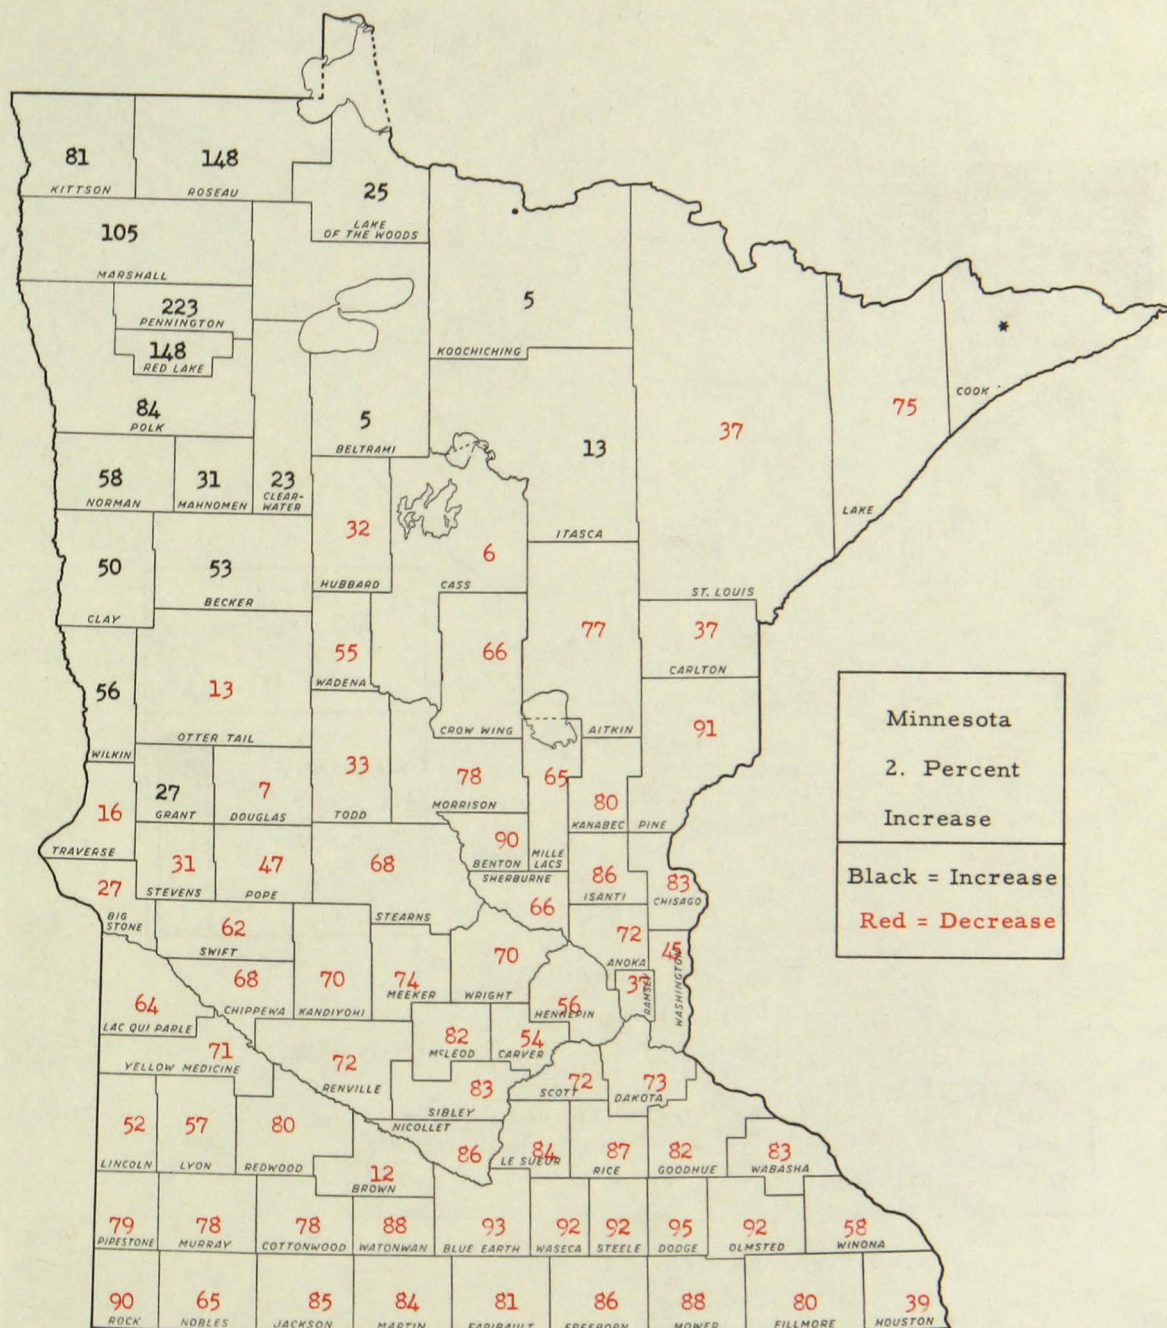 81
KITTSON
148
ROSEAU
25
LAKE
OF THE WOODS
105
MARSHALL
223
PENNINGTON
148
RED LAKE
5
KOOCHICHING
*
COOK
75
LAKE
37
ST. LOUIS
84
POLK
5
BELTRAMI
13
ITASCA
58
NORMAN
31
MAHNOMEN
23
CLEAR-
WATER
32
HUBBARD
6
CASS
50
CLAY
53
BECKER
55
WADENA
66
CROW WING
77
AITKIN
37
CARLTON
56
WILKIN
13
OTTER TAIL
33
TODD
78
MORRISON
65
MILLE
LACS
80
KANABEC
91
PINE
16
TRAVERSE
27
GRANT
7
DOUGLAS
90
BENTON
27
BIG
STONE
31
STEVENS
47
POPE
68
STEARNS
66
SHERBURNE
86
ISANTI
83
CHISAGO
62
SWIFT
70
KANDIYOHI
74
MEEKER
70
WRIGHT
72
ANOKA
45
WASHINGTON
37
RAMSEY
56
HENNEPIN
64
LAC QUI PARLE
68
CHIPPEWA
71
YELLOW MEDICINE
72
RENVILLE
82
McLEOD
54
CARVER
83
SIBLEY
72
SCOTT
73
DAKOTA
52
LINCOLN
57
LYON
80
REDWOOD
12
BROWN
86
NICOLLET
84
LE SUEUR
87
RICE
82
GOODHUE
83
WABASHA
79
PIPESTONE
78
MURRAY
78
COTTONWOOD
88
WATONWAN
93
BLUE EARTH
92
WASECA
92
STEELE
95
DODGE
92
OLMSTED
58
WINONA
90
ROCK
65
NOBLES
85
JACKSON
84
MARTIN
81
FARIBAULT
86
FREEBORN
88
MOWER
80
FILLMORE
39
HOUSTON
Minnesota
2. Percent
Increase
Black = Increase
Red = Decrease